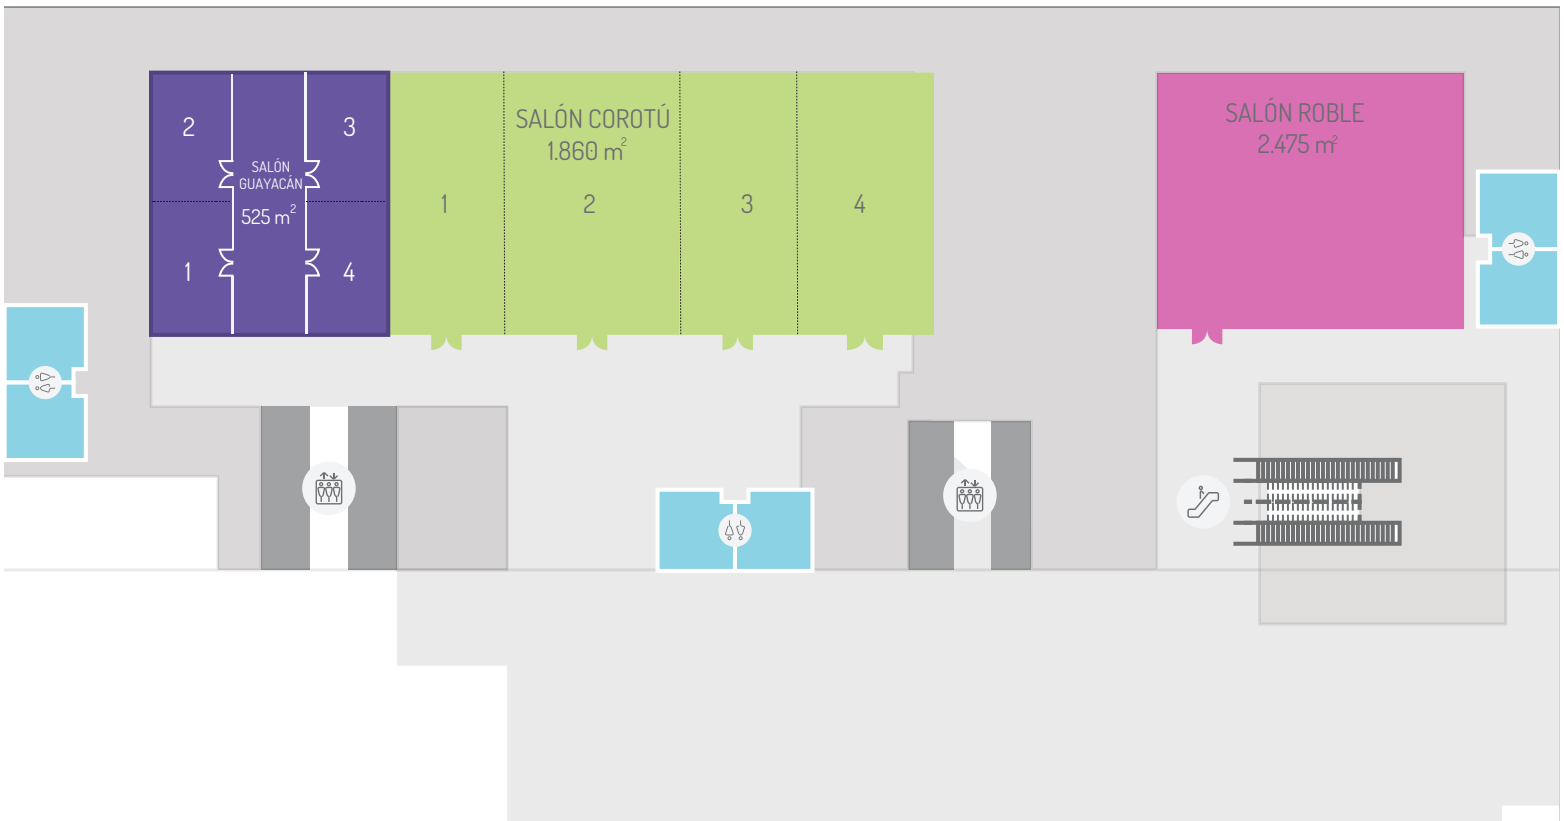 2
3
SALÓN
GUAYACÁN
525 m²
1
4
SALÓN COROTÚ
1.860 m²
1
2
3
4
SALÓN ROBLE
2.475 m²